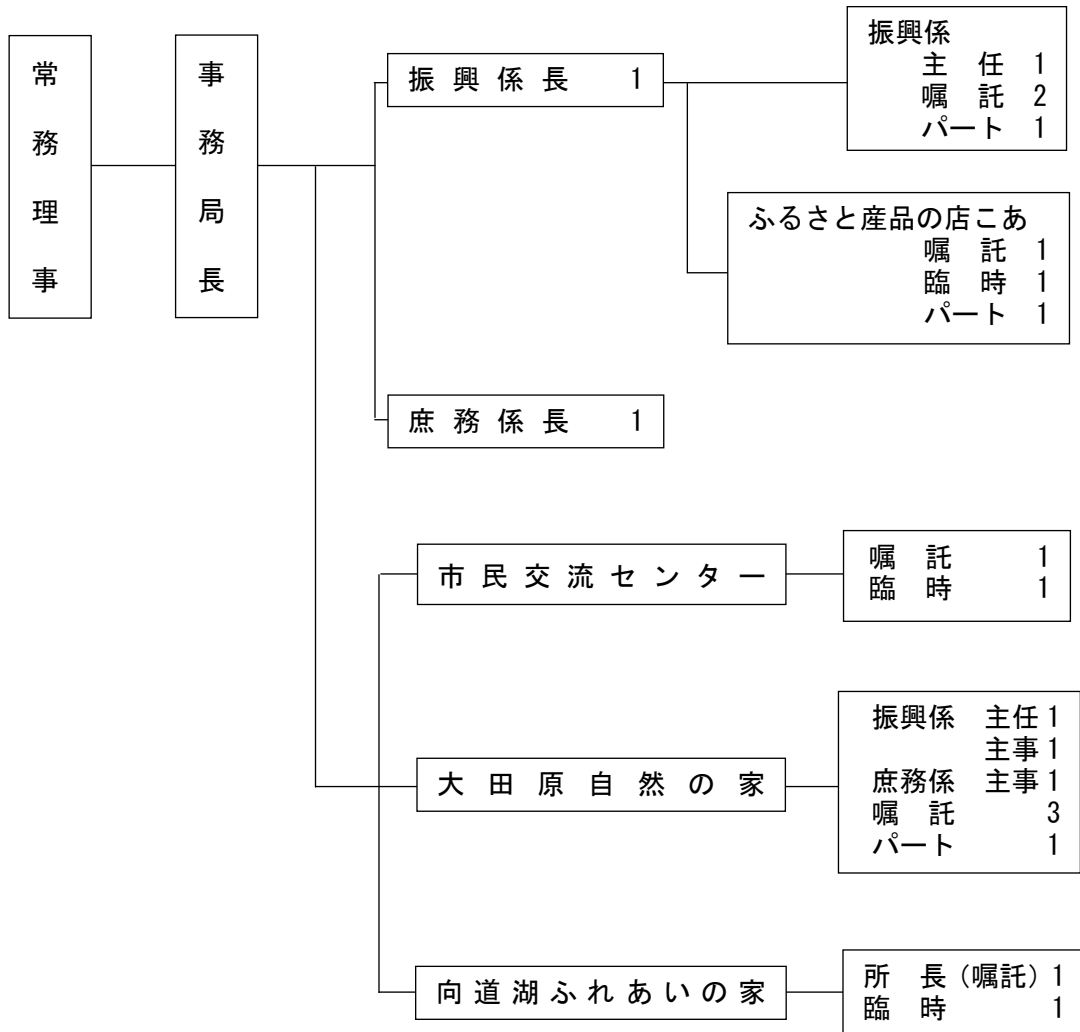 常務理事
事務局長
振興係長 1
振興係
主 任 1
嘱 託 2
パート 1
ふるさと産品の店こあ
嘱 託 1
臨 時 1
パート 1
庶務係長 1
市民交流センター
嘱 託 1
臨 時 1
大田原自然の家
振興係 主任 1
主事 1
庶務係 主事 1
嘱 託 3
パート 1
向道湖ふれあいの家
所 長（嘱託）1
臨 時 1